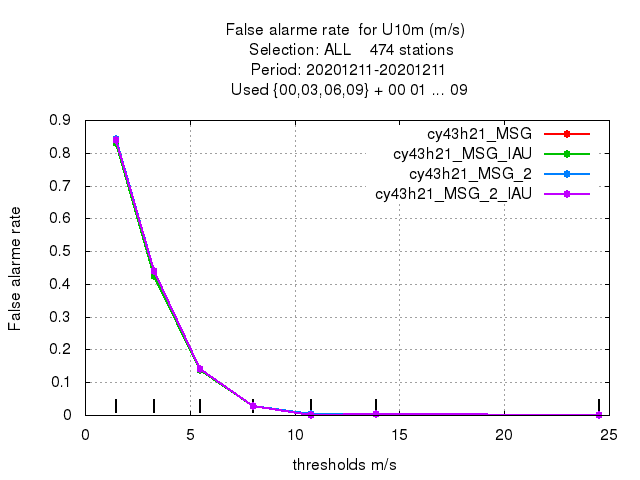 False alarme rate  for U10m (m/s)
Selection: ALL    474 stations
Period: 20201211-20201211
Used {00,03,06,09} + 00 01 ... 09
cy43h21_MSG
cy43h21_MSG_IAU
cy43h21_MSG_2
cy43h21_MSG_2_IAU
False alarme rate
0.9
0.8
0.7
0.6
0.5
0.4
0.3
0.2
0.1
0
0 5 10 15 20 25
thresholds m/s